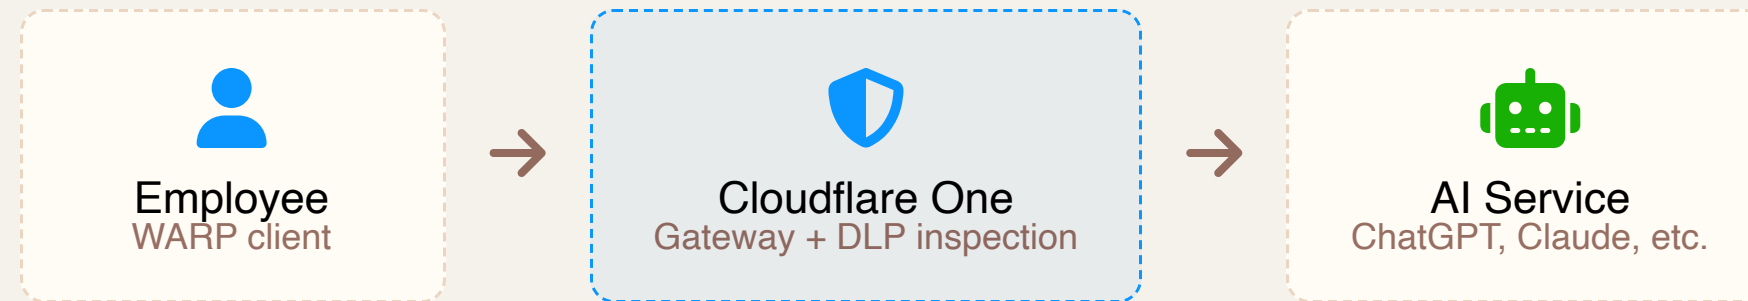 Employee
WARP client
Cloudflare One
Gateway + DLP inspection
AI Service
ChatGPT, Claude, etc.